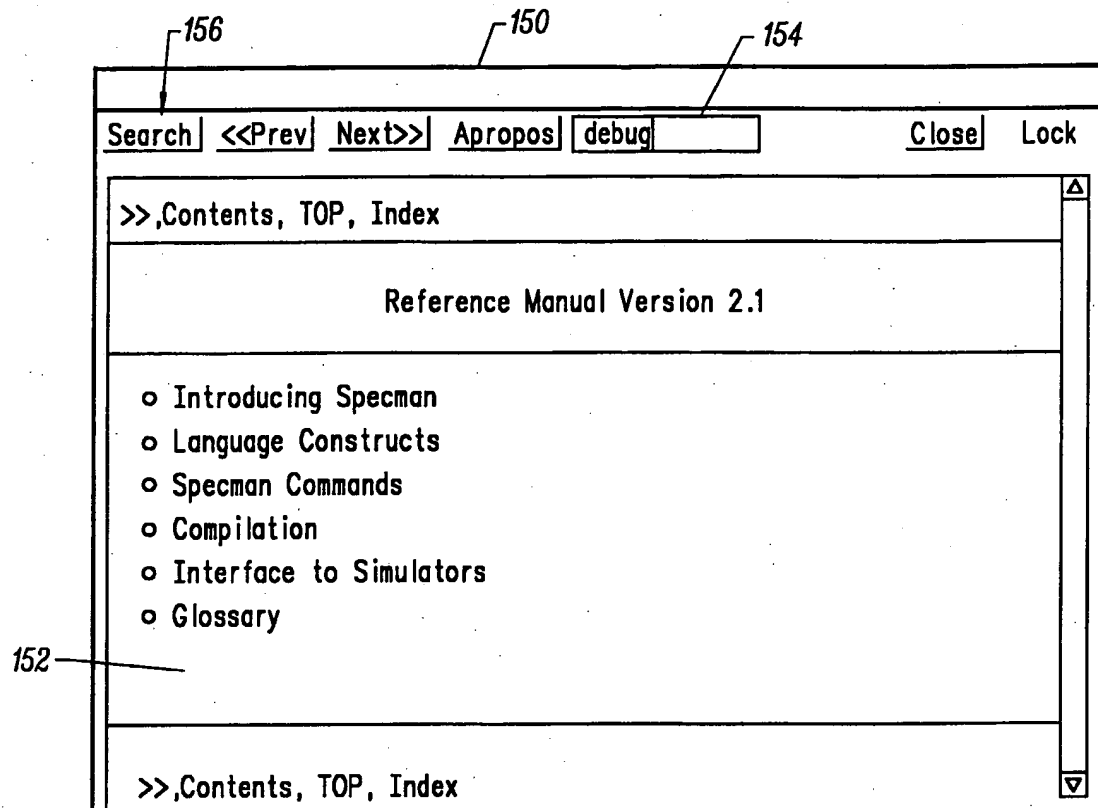 156 150 154
Search <<Prev Next>> Apropos debug Close Lock
>>,Contents, TOP, Index
Reference Manual Version 2.1
o Introducing Specman
o Language Constructs
o Specman Commands
o Compilation
o Interface to Simulators
o Glossary
152
>>,Contents, TOP, Index